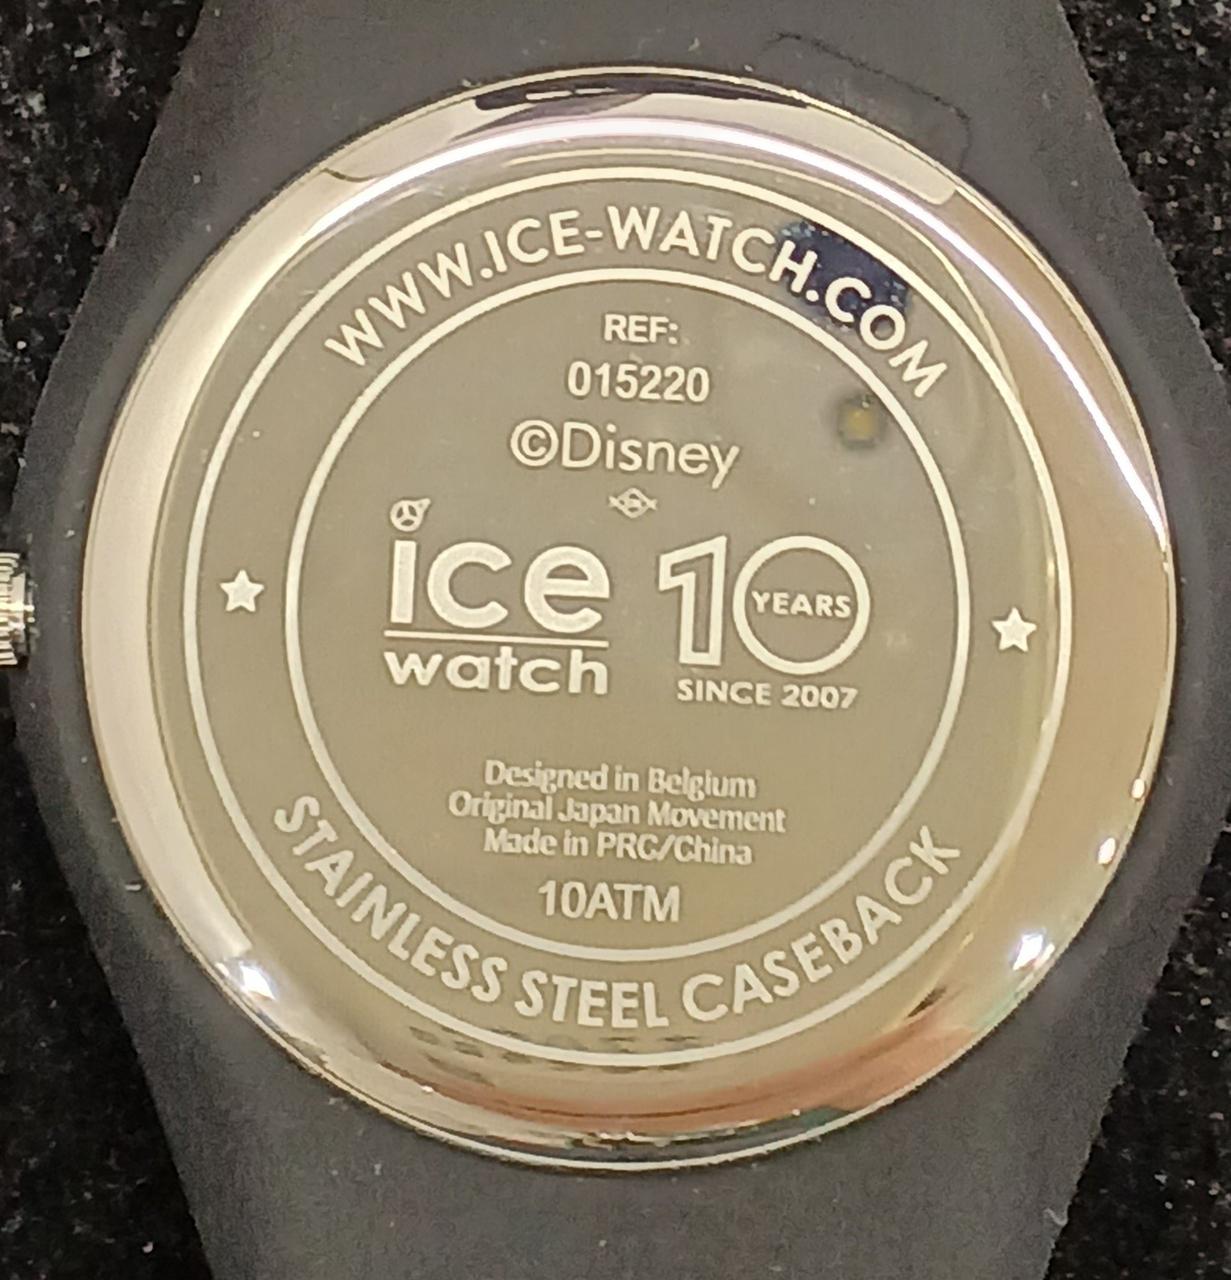 WWW.ICE-WATCH.COM
REF:
015220
©Disney
ice
watch
10
YEARS
SINCE 2007
Designed in Belgium
Original Japan Movement
Made in PRC/China
10ATM
STAINLESS STEEL CASEBACK